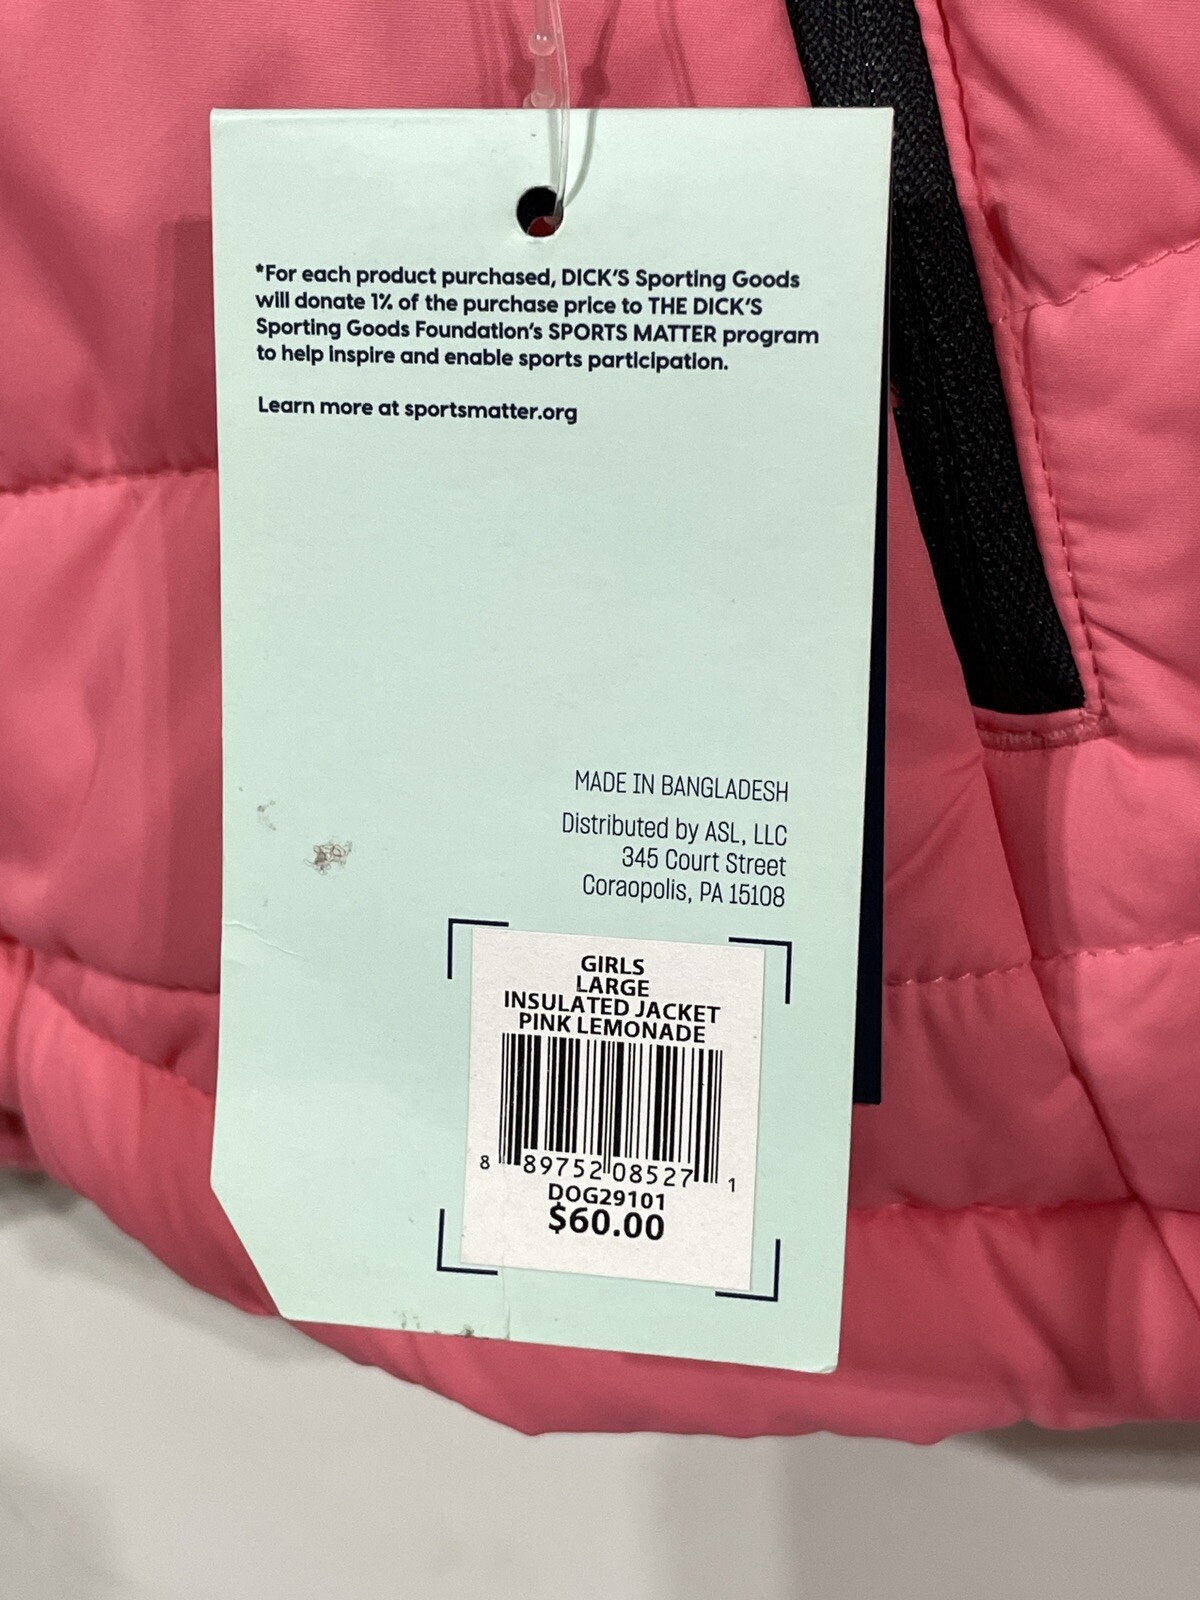 *For each product purchased, DICK'S Sporting Goods
will donate 1% of the purchase price to THE DICK'S
Sporting Goods Foundation's SPORTS MATTER program
to help inspire and enable sports participation.
Learn more at sportsmatter.org
MADE IN BANGLADESH
Distributed by ASL, LLC
345 Court Street
Coraopolis, PA 15108
GIRLS
LARGE
INSULATED JACKET
PINK LEMONADE
8 89752 08527 1
DOG29101
$60.00